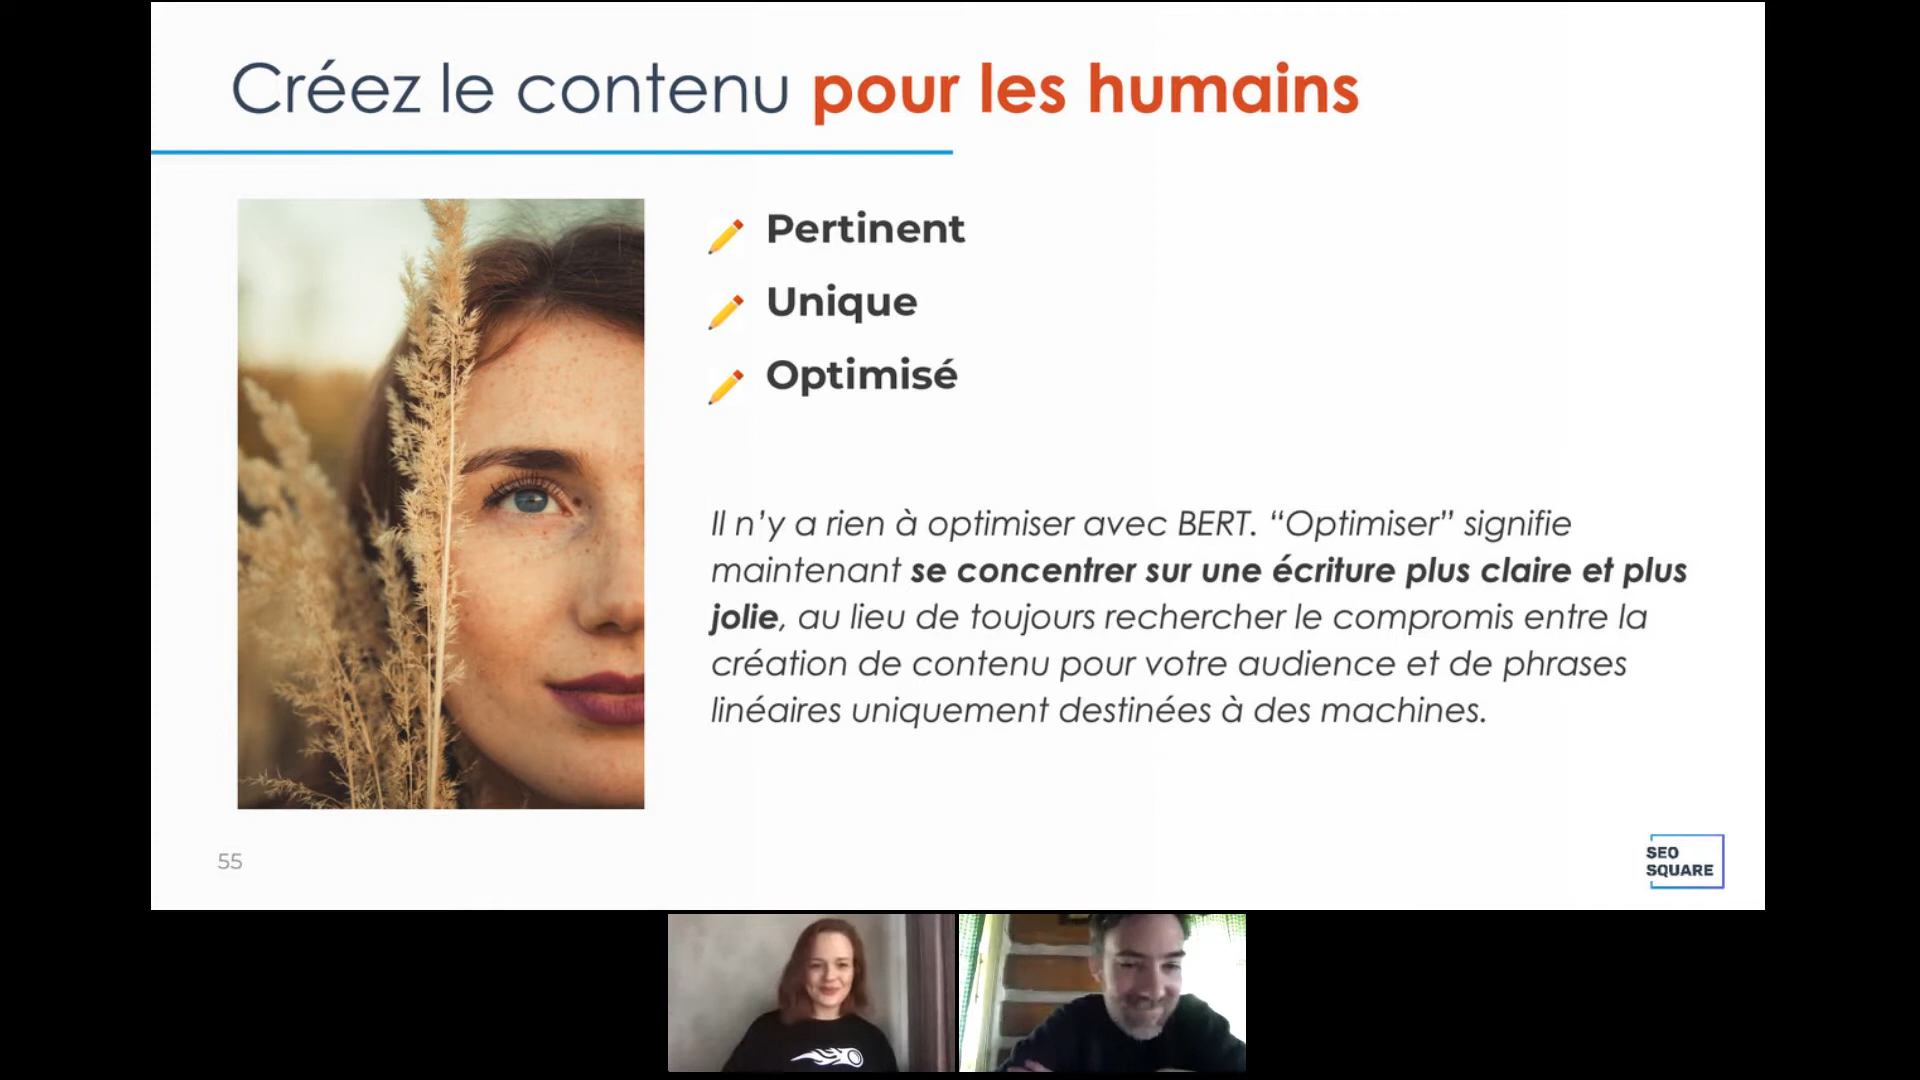 Créez le contenu pour les humains
Pertinent
Unique
Optimisé
Il n’y a rien à optimiser avec BERT. “Optimiser” signifie
maintenant se concentrer sur une écriture plus claire et plus
jolie, au lieu de toujours rechercher le compromis entre la
création de contenu pour votre audience et de phrases
linéaires uniquement destinées à des machines.
55
SEO
SQUARE